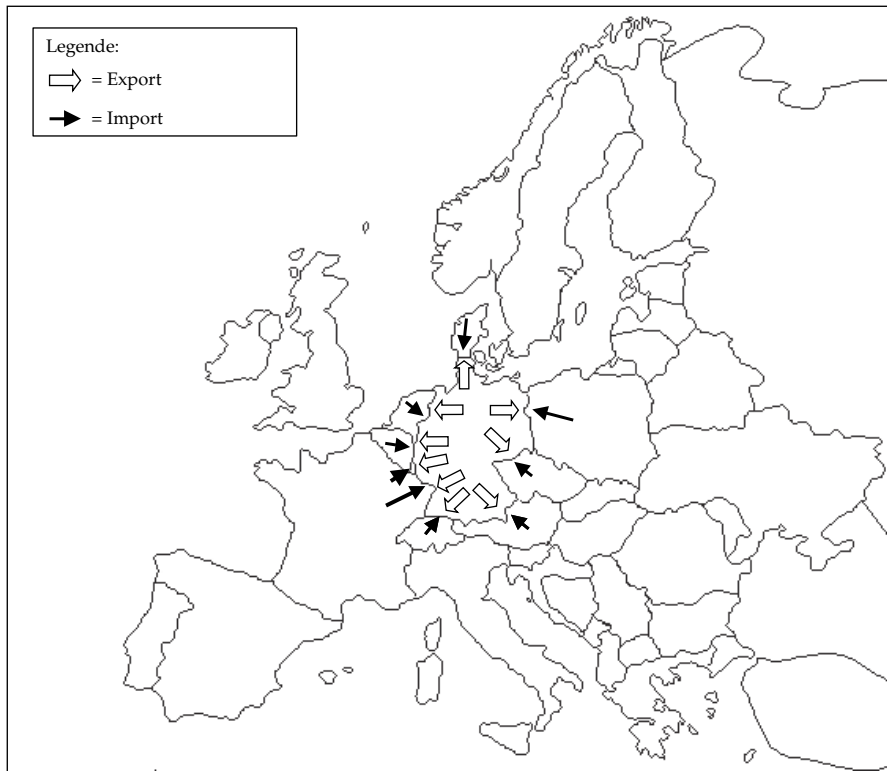 Legende:
= Export
= Import